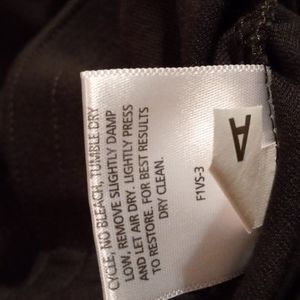 CYCLE, NO BLEACH, TUMBLE DRY
LOW, REMOVE SLIGHTLY DAMP
AND LET AIR DRY. LIGHTLY PRESS
TO RESTORE. FOR BEST RESULTS
DRY CLEAN.
F1VS-3
A